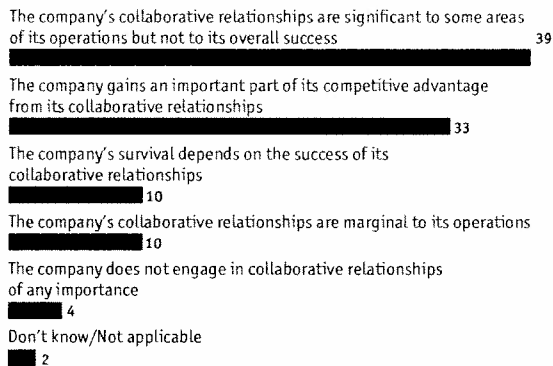 The company's collaborative relationships are significant to some areas
of its operations but not to its overall success
39
The company gains an important part of its competitive advantage
from its collaborative relationships
33
The company's survival depends on the success of its
collaborative relationships
10
The company's collaborative relationships are marginal to its operations
10
The company does not engage in collaborative relationships
of any importance
4
Don't know/Not applicable
2